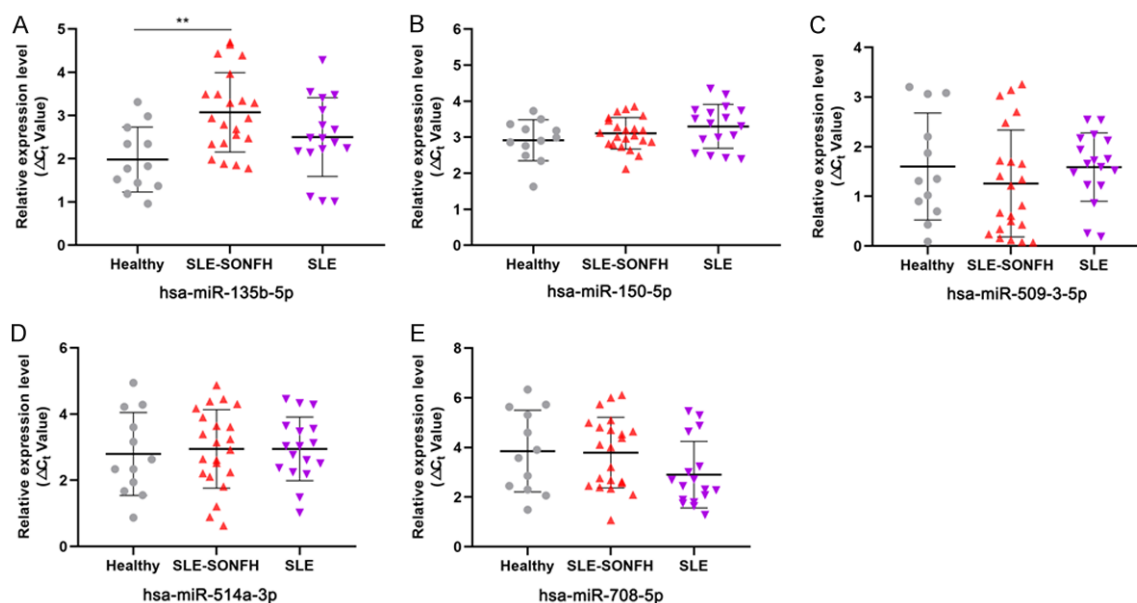 A
Relative expression level
(ΔCt Value)
5
4
3
2
1
0
**
Healthy
SLE-SONFH
SLE
hsa-miR-135b-5p
B
Relative expression level
(ΔCt Value)
6
5
4
3
2
1
0
Healthy
SLE-SONFH
SLE
hsa-miR-150-5p
C
Relative expression level
(ΔCt Value)
4
3
2
1
0
Healthy
SLE-SONFH
SLE
hsa-miR-509-3-5p
D
Relative expression level
(ΔCt Value)
6
4
2
0
Healthy
SLE-SONFH
SLE
hsa-miR-514a-3p
E
Relative expression level
(ΔCt Value)
8
6
4
2
0
Healthy
SLE-SONFH
SLE
hsa-miR-708-5p